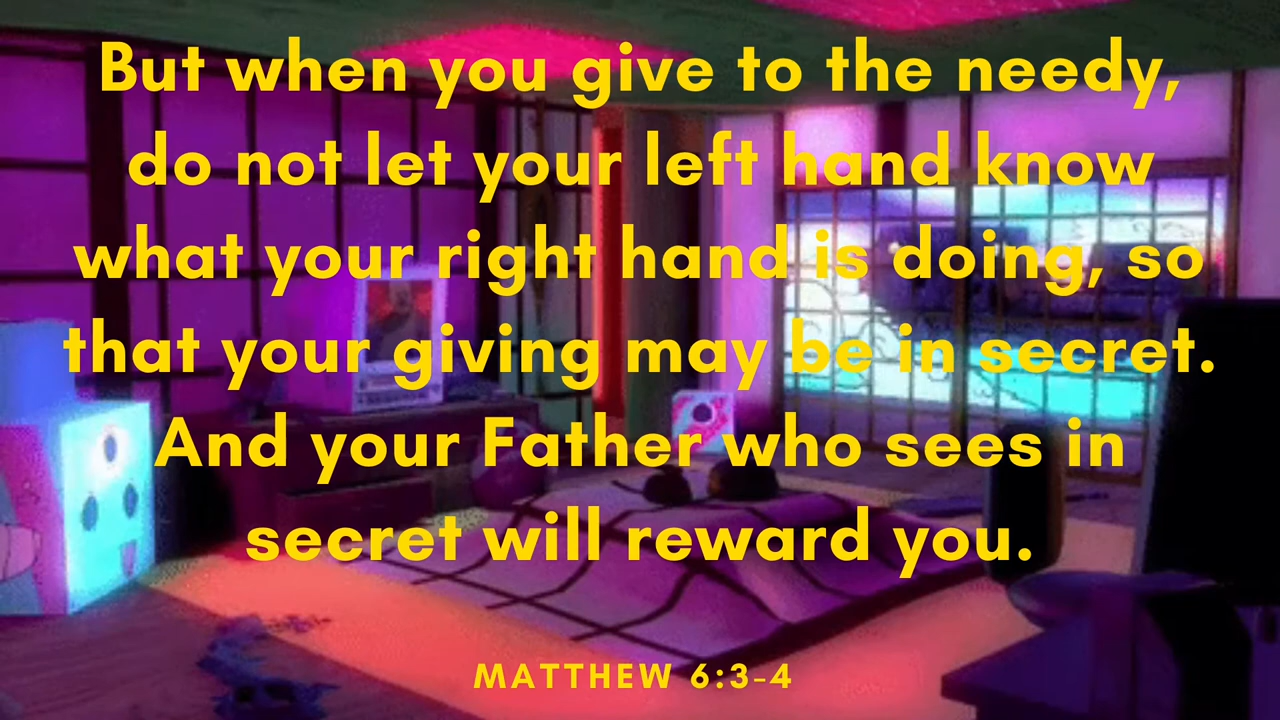 But when you give to the needy,
do not let your left hand know
what your right hand is doing, so
that your giving may be in secret.
And your Father who sees in
secret will reward you.
MATTHEW 6:3-4